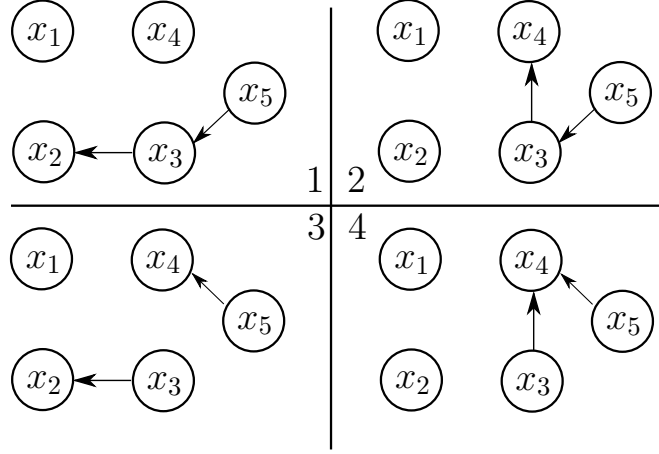 x₁ x₄ x₁ x₄
x₅ x₅
x₂ x₃ x₂ x₃
1 2
3 4
x₁ x₄ x₁ x₄
x₅ x₅
x₂ x₃ x₂ x₃